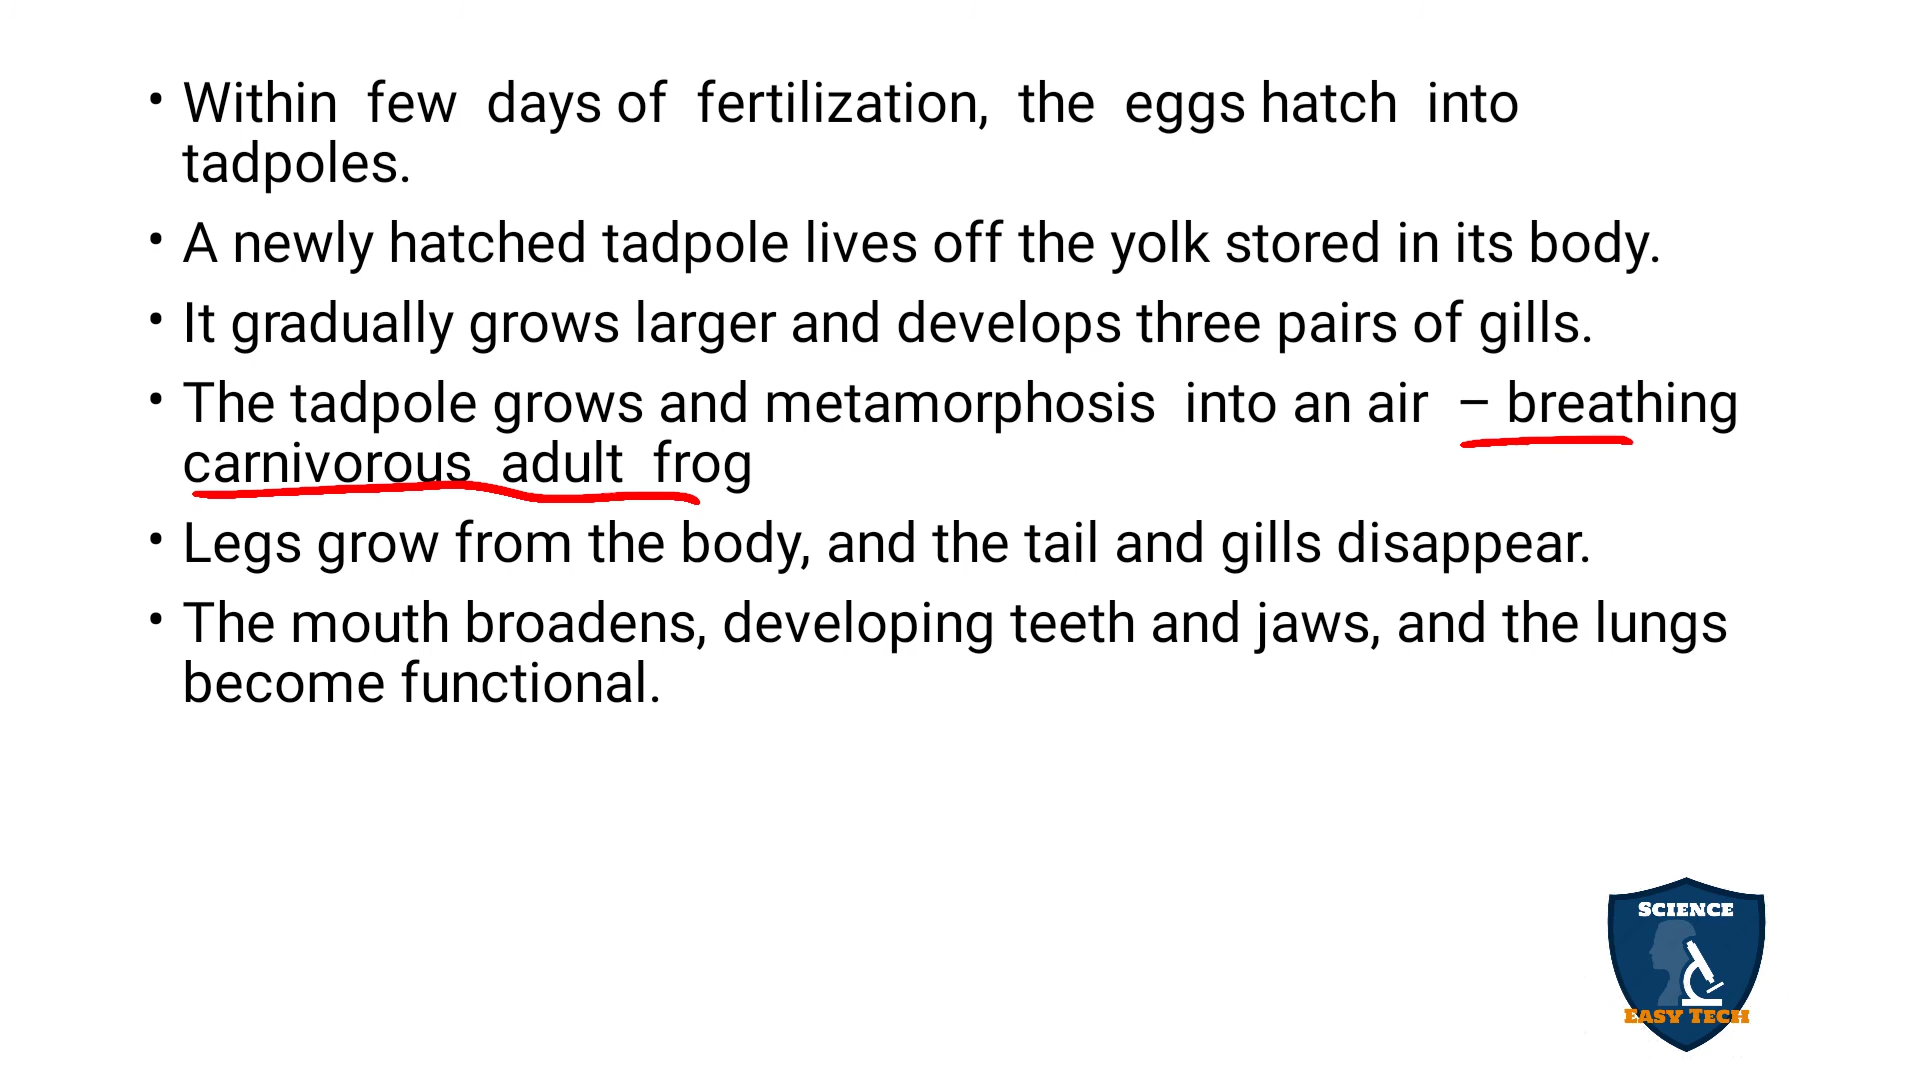 • Within few days of fertilization, the eggs hatch into
tadpoles.
• A newly hatched tadpole lives off the yolk stored in its body.
• It gradually grows larger and develops three pairs of gills.
• The tadpole grows and metamorphosis into an air – breathing
carnivorous adult frog
• Legs grow from the body, and the tail and gills disappear.
• The mouth broadens, developing teeth and jaws, and the lungs
become functional.
SCIENCE
EASY TECH